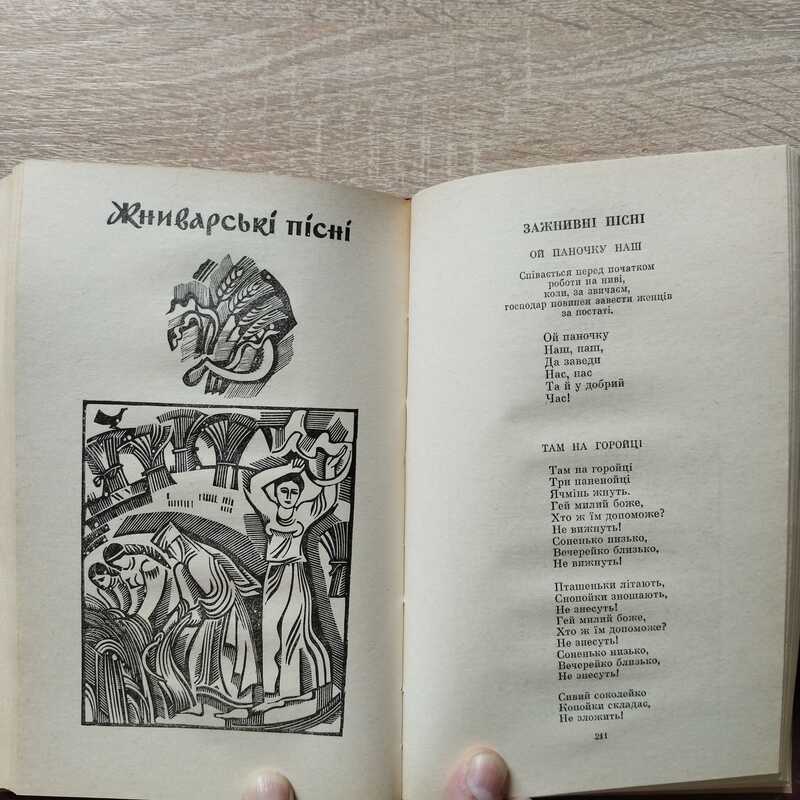 Жниварські пісні
ЗАЖНИВНІ ПІСНІ
ОЙ ПАНОЧКУ НАШ
Співається перед початком
роботи на ниві,
коли, за звичаєм,
господар повинен завести женців
за постаті.
Ой паночку
Наш, наш,
Да заведи
Нас, нас
Та й у добрий
Час!
ТАМ НА ГОРОЙЦІ
Там на горойці
Три паненойці
Ячмінь жнуть.
Гей милий боже,
Хто ж їм допоможе?
Не вижнуть!
Соненько низько,
Вечерейко близько,
Не вижнуть!
Пташеньки літають,
Снопойки зношають,
Не знесуть!
Гей милий боже,
Хто ж їм допоможе?
Не знесуть!
Соненько низько,
Вечерейко близько,
Не знесуть!
Сивий соколейко
Копойки складає,
Не зложить!
211